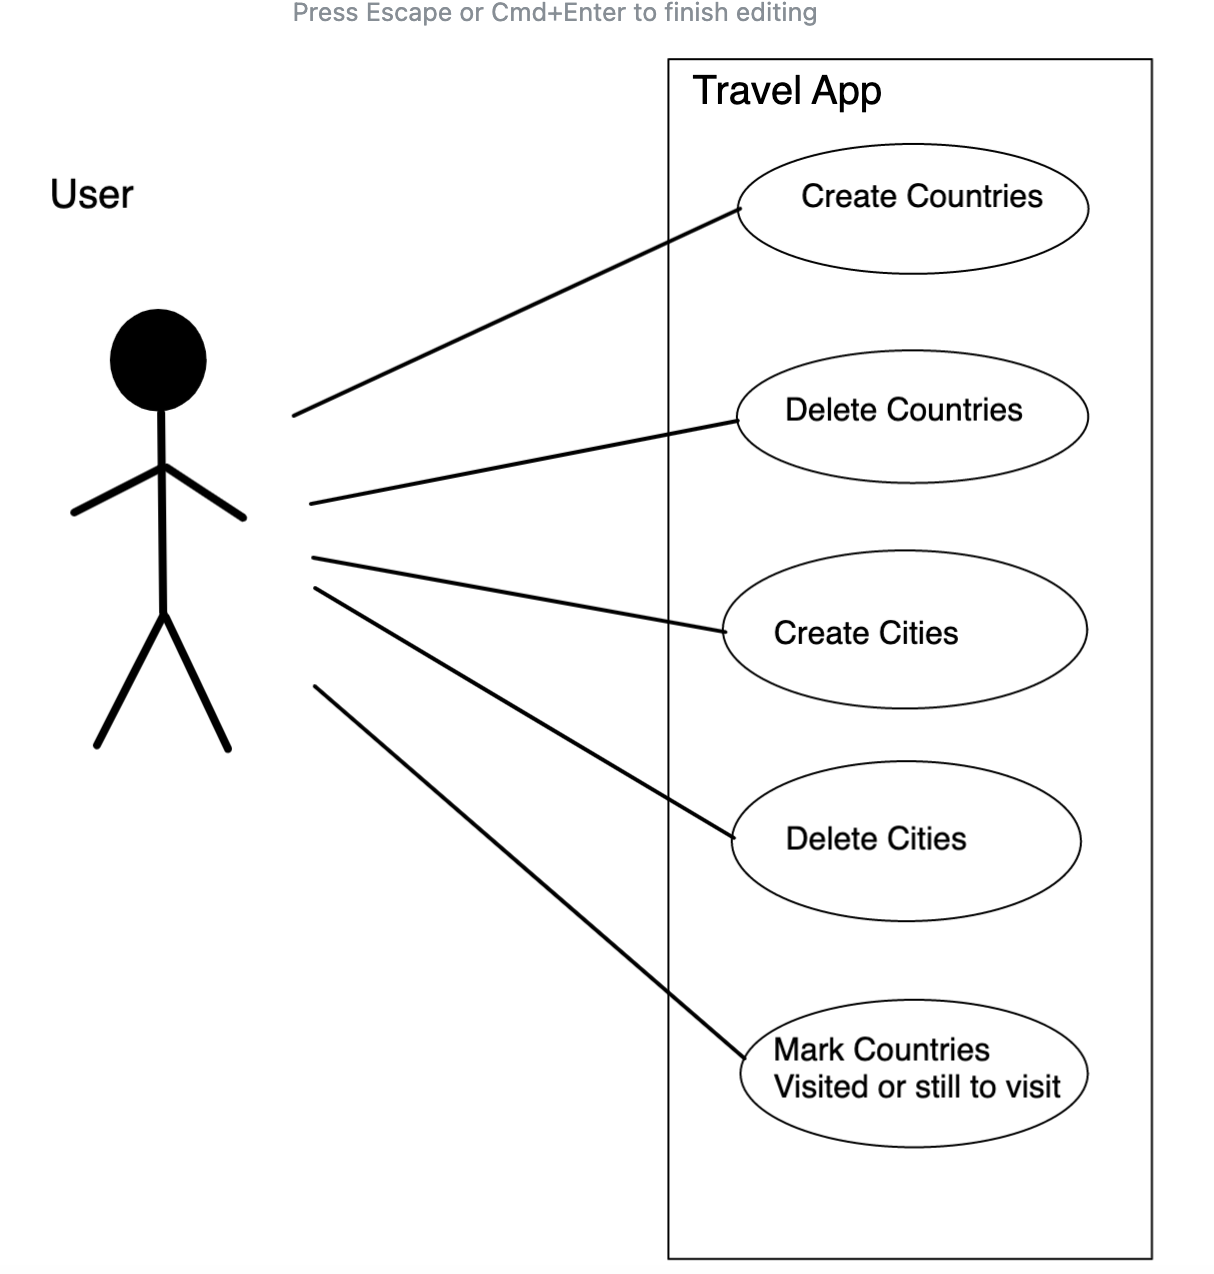 Press Escape or Cmd+Enter to finish editing
Travel App
User
Create Countries
Delete Countries
Create Cities
Delete Cities
Mark Countries
Visited or still to visit